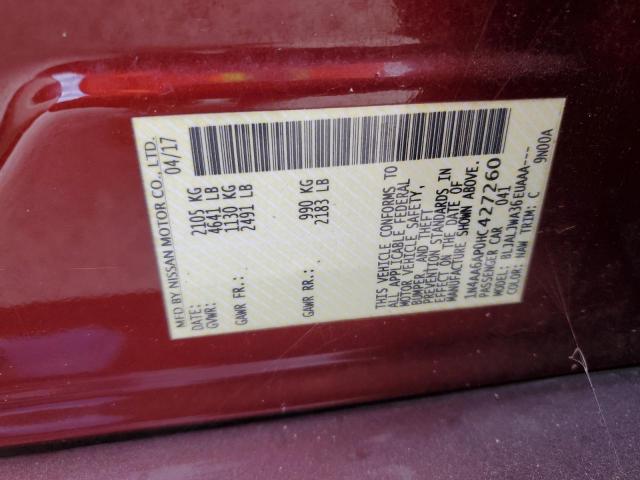 MFD BY NISSAN MOTOR CO., LTD.
DATE: 04/17
GVWR: 2105 KG
4641 LB
GAWR FR.: 1130 KG
2491 LB
GAWR RR.: 990 KG
2183 LB
THIS VEHICLE CONFORMS TO
ALL APPLICABLE FEDERAL
MOTOR VEHICLE SAFETY,
BUMPER, AND THEFT
PREVENTION STANDARDS IN
EFFECT ON THE DATE OF
MANUFACTURE SHOWN ABOVE.
1N4AA6AP0HC427260
PASSENGER CAR 041
BLJALJWA36EUAAA---
COLOR: NAW TRIM: C 9N00A